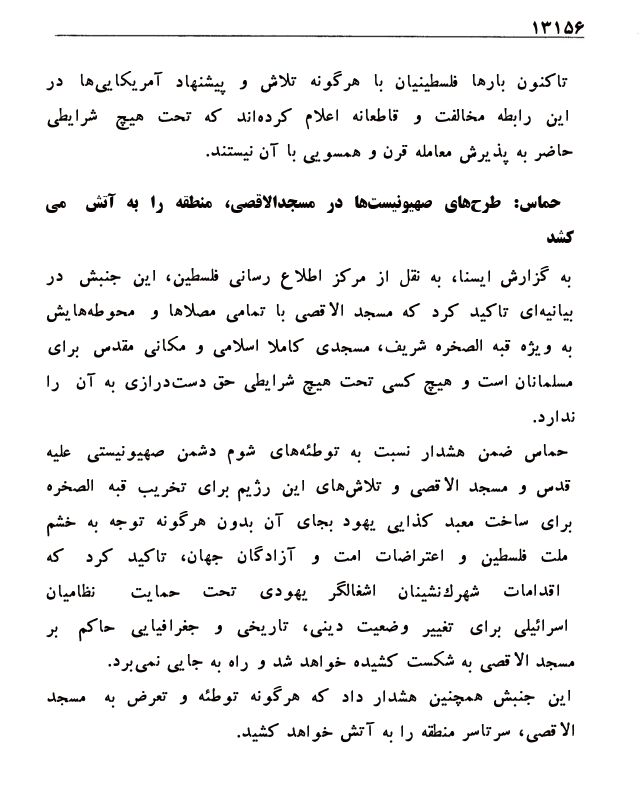 ۱۳۱۵۶
تاکنون بارها فلسطینیان با هرگونه تلاش و پیشنهاد آمریکایی‌ها در
این رابطه مخالفت و قاطعانه اعلام کرده‌اند که تحت هیچ شرایطی
حاضر به پذیرش معامله قرن و همسویی با آن نیستند.
حماس: طرح‌های صهیونیست‌ها در مسجدالاقصی، منطقه را به آتش می
کشد
به گزارش ایسنا، به نقل از مرکز اطلاع رسانی فلسطین، این جنبش در
بیانیه‌ای تاکید کرد که مسجد الاقصی با تمامی مصلاها و محوطه‌هایش
به ویژه قبه الصخره شریف، مسجدی کاملا اسلامی و مکانی مقدس برای
مسلمانان است و هیچ کسی تحت هیچ شرایطی حق دست‌درازی به آن را
ندارد.
حماس ضمن هشدار نسبت به توطئه‌های شوم دشمن صهیونیستی علیه
قدس و مسجد الاقصی و تلاش‌های این رژیم برای تخریب قبه الصخره
برای ساخت معبد کذایی یهود بجای آن بدون هرگونه توجه به خشم
ملت فلسطین و اعتراضات امت و آزادگان جهان، تاکید کرد که
اقدامات شهرك‌نشینان اشغالگر یهودی تحت حمایت نظامیان
اسرائیلی برای تغییر وضعیت دینی، تاریخی و جغرافیایی حاکم بر
مسجد الاقصی به شکست کشیده خواهد شد و راه به جایی نمی‌برد.
این جنبش همچنین هشدار داد که هرگونه توطئه و تعرض به مسجد
الاقصی، سرتاسر منطقه را به آتش خواهد کشید.